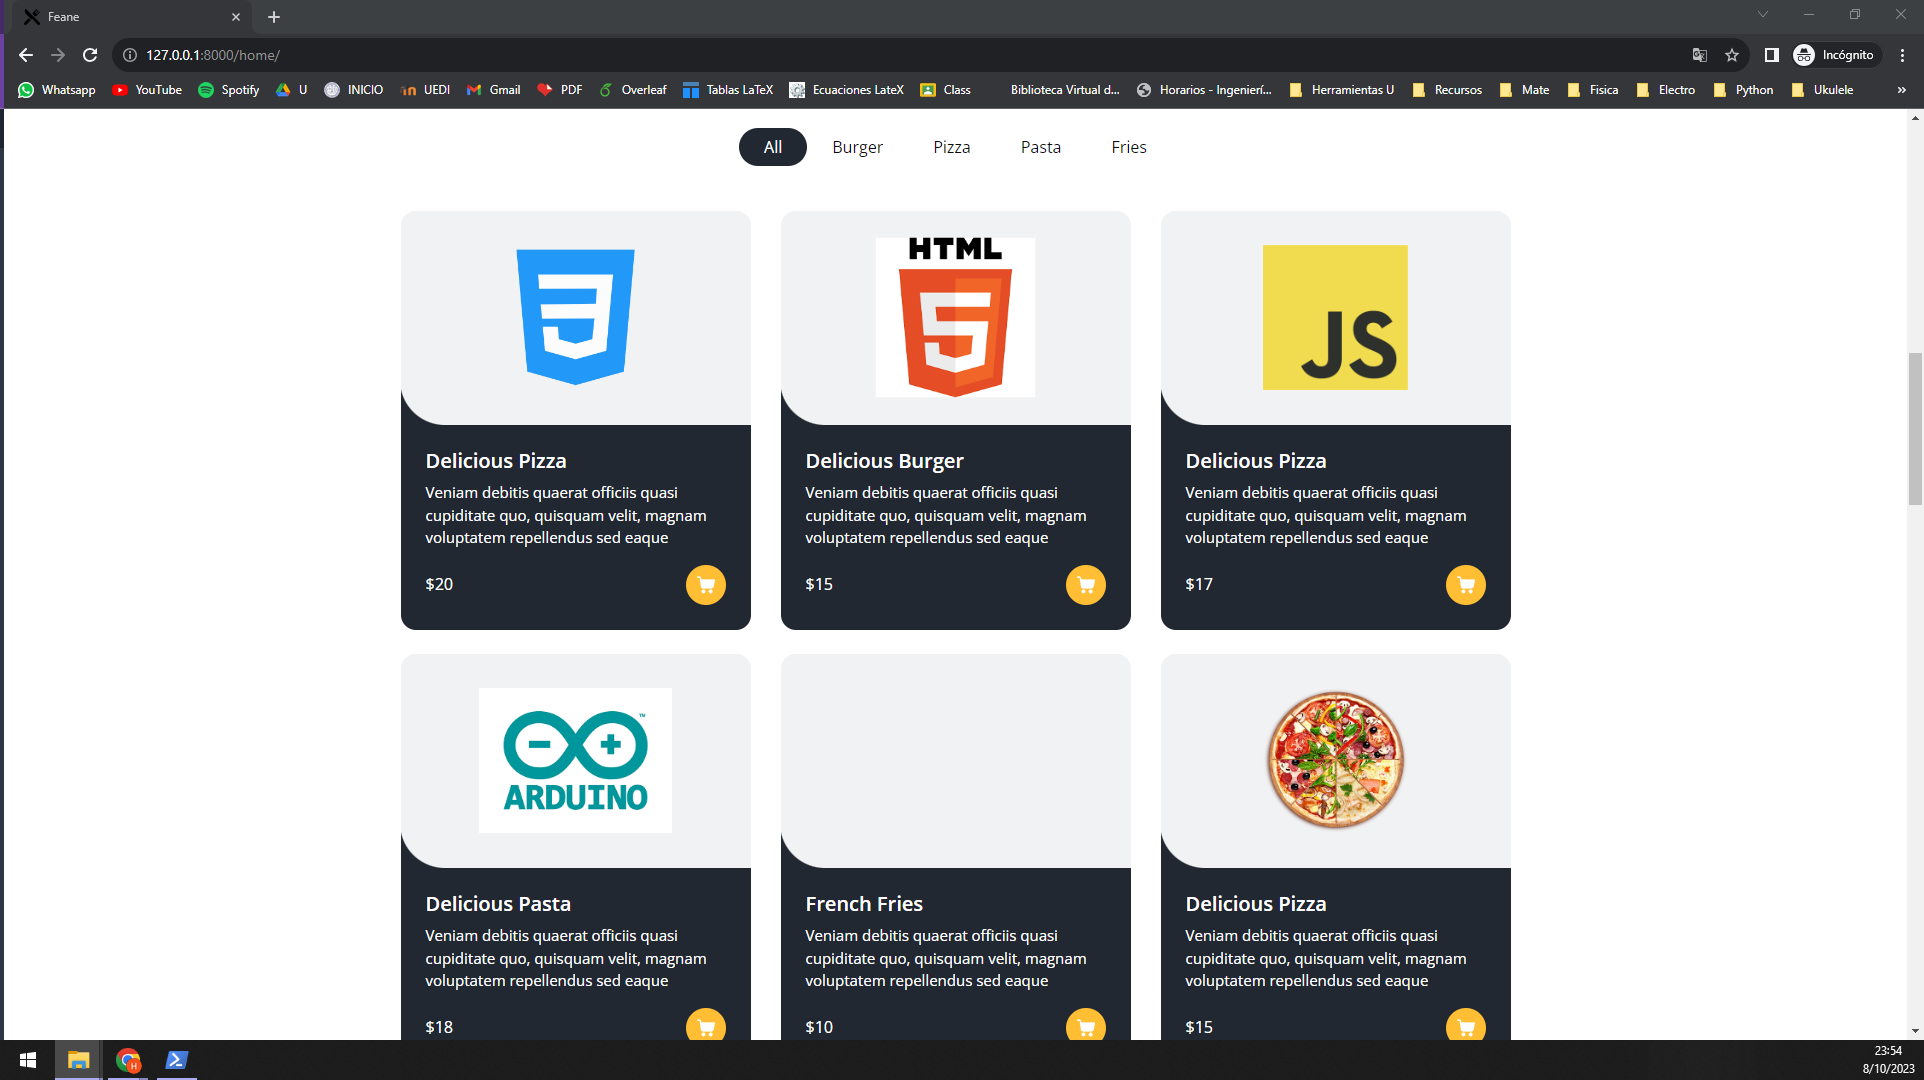 Feane
127.0.0.1:8000/home/
Incógnito
Whatsapp YouTube Spotify U INICIO UEDI Gmail PDF Overleaf Tablas LaTeX Ecuaciones LateX Class Biblioteca Virtual d... Horarios - Ingenierí... Herramientas U Recursos Mate Fisica Electro Python Ukulele »
All Burger Pizza Pasta Fries
HTML
JS
Delicious Pizza
Veniam debitis quaerat officiis quasi
cupiditate quo, quisquam velit, magnam
voluptatem repellendus sed eaque
$20
Delicious Burger
Veniam debitis quaerat officiis quasi
cupiditate quo, quisquam velit, magnam
voluptatem repellendus sed eaque
$15
Delicious Pizza
Veniam debitis quaerat officiis quasi
cupiditate quo, quisquam velit, magnam
voluptatem repellendus sed eaque
$17
ARDUINO
™
Delicious Pasta
Veniam debitis quaerat officiis quasi
cupiditate quo, quisquam velit, magnam
voluptatem repellendus sed eaque
$18
French Fries
Veniam debitis quaerat officiis quasi
cupiditate quo, quisquam velit, magnam
voluptatem repellendus sed eaque
$10
Delicious Pizza
Veniam debitis quaerat officiis quasi
cupiditate quo, quisquam velit, magnam
voluptatem repellendus sed eaque
$15
H
23:54
8/10/2023